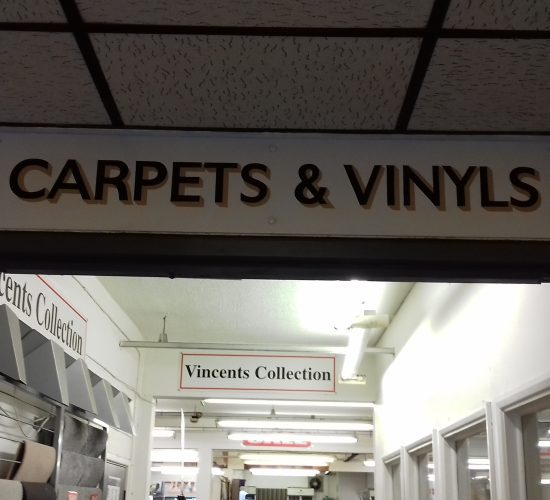 CARPETS & VINYLS
cents Collection
Vincents Collection